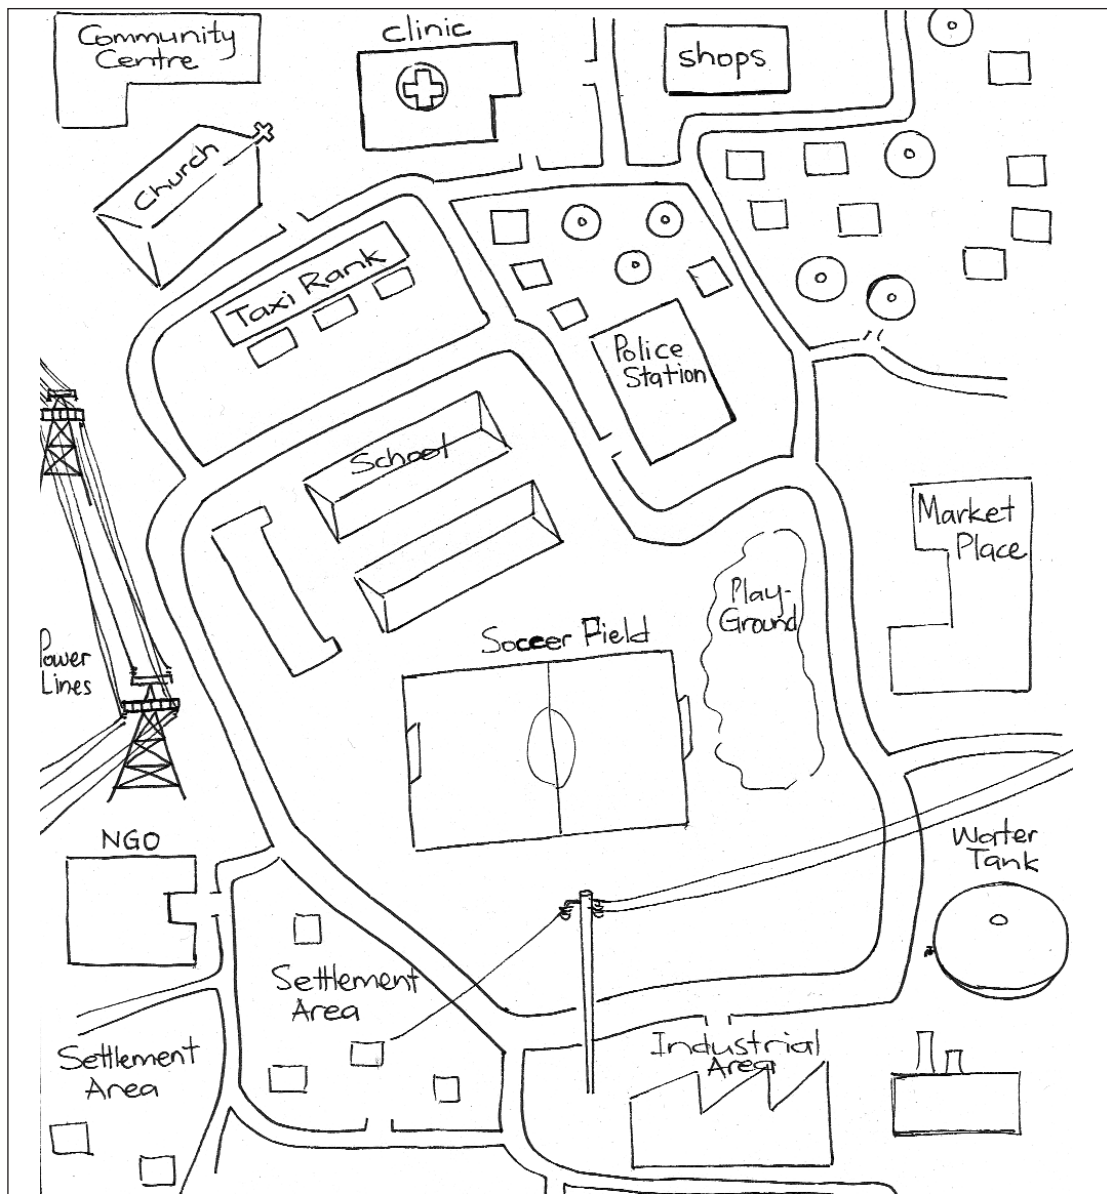 Community
Centre
Clinic
shops
Church
Taxi Rank
Police
Station
School
Market
Place
Play-
Ground
Soccer Field
Power
Lines
NGO
Water
Tank
Settlement
Area
Settlement
Area
Industrial
Area